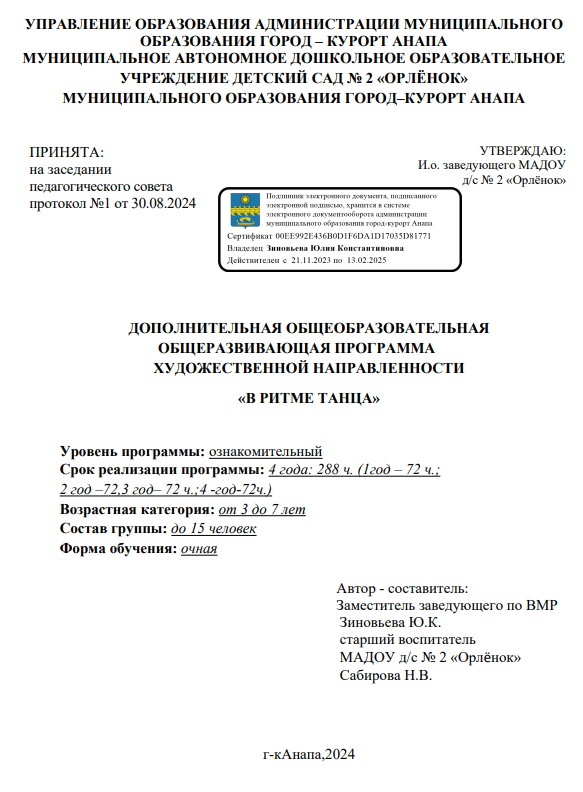 УПРАВЛЕНИЕ ОБРАЗОВАНИЯ АДМИНИСТРАЦИИ МУНИЦИПАЛЬНОГО
ОБРАЗОВАНИЯ ГОРОД – КУРОРТ АНАПА
МУНИЦИПАЛЬНОЕ АВТОНОМНОЕ ДОШКОЛЬНОЕ ОБРАЗОВАТЕЛЬНОЕ
УЧРЕЖДЕНИЕ ДЕТСКИЙ САД № 2 «ОРЛЁНОК»
МУНИЦИПАЛЬНОГО ОБРАЗОВАНИЯ ГОРОД–КУРОРТ АНАПА
ПРИНЯТА:
на заседании
педагогического совета
протокол №1 от 30.08.2024
УТВЕРЖДАЮ:
И.о. заведующего МАДОУ
д/с № 2 «Орлёнок»
Подлинник электронного документа, подписанного
электронной подписью, хранится в системе
электронного документооборота администрации
муниципального образования город-курорт Анапа
Сертификат 00EE992E436B0D1F6DA1D17035D81771
Владелец Зиновьева Юлия Константиновна
Действителен с 21.11.2023 по 13.02.2025
ДОПОЛНИТЕЛЬНАЯ ОБЩЕОБРАЗОВАТЕЛЬНАЯ
ОБЩЕРАЗВИВАЮЩАЯ ПРОГРАММА
ХУДОЖЕСТВЕННОЙ НАПРАВЛЕННОСТИ
«В РИТМЕ ТАНЦА»
Уровень программы: ознакомительный
Срок реализации программы: 4 года: 288 ч. (1год – 72 ч.;
2 год –72,3 год– 72 ч.;4 -год-72ч.)
Возрастная категория: от 3 до 7 лет
Состав группы: до 15 человек
Форма обучения: очная
Автор - составитель:
Заместитель заведующего по ВМР
Зиновьева Ю.К.
старший воспитатель
МАДОУ д/с № 2 «Орлёнок»
Сабирова Н.В.
г-кАнапа,2024